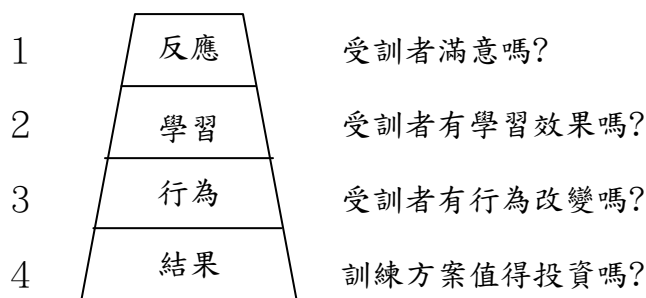 1 反應 受訓者滿意嗎?
2 學習 受訓者有學習效果嗎?
3 行為 受訓者有行為改變嗎?
4 結果 訓練方案值得投資嗎?